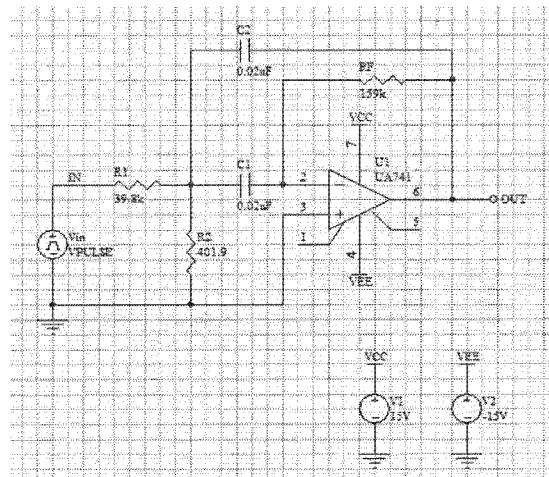 C2
0.02uF
RF
159k
VCC
7
U1
UA741
IN
R1
39.8k
C1
0.02uF
2
3
6
OUT
1
5
4
VEE
Vin
VPULSE
R2
401.9
VCC
VEE
V1
15V
V2
-15V